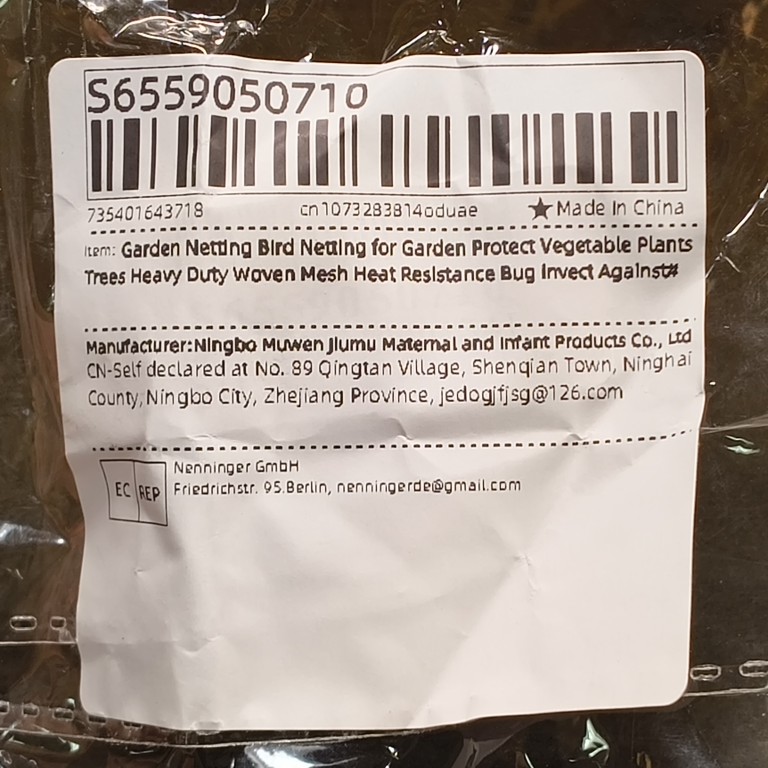 S6559050710
735401643718 cn1073283814oduae ★Made In China
Item: Garden Netting Bird Netting for Garden Protect Vegetable Plants
Trees Heavy Duty Woven Mesh Heat Resistance Bug Invect Against#
Manufacturer:Ningbo Muwen Jiumu Maternal and Infant Products Co., Ltd
CN-Self declared at No. 89 Qingtan Village, Shenqian Town, Ninghai
County, Ningbo City, Zhejiang Province, jedogjfjsg@126.com
EC REP
Nenninger GmbH
Friedrichstr. 95.Berlin, nenningerde@gmail.com